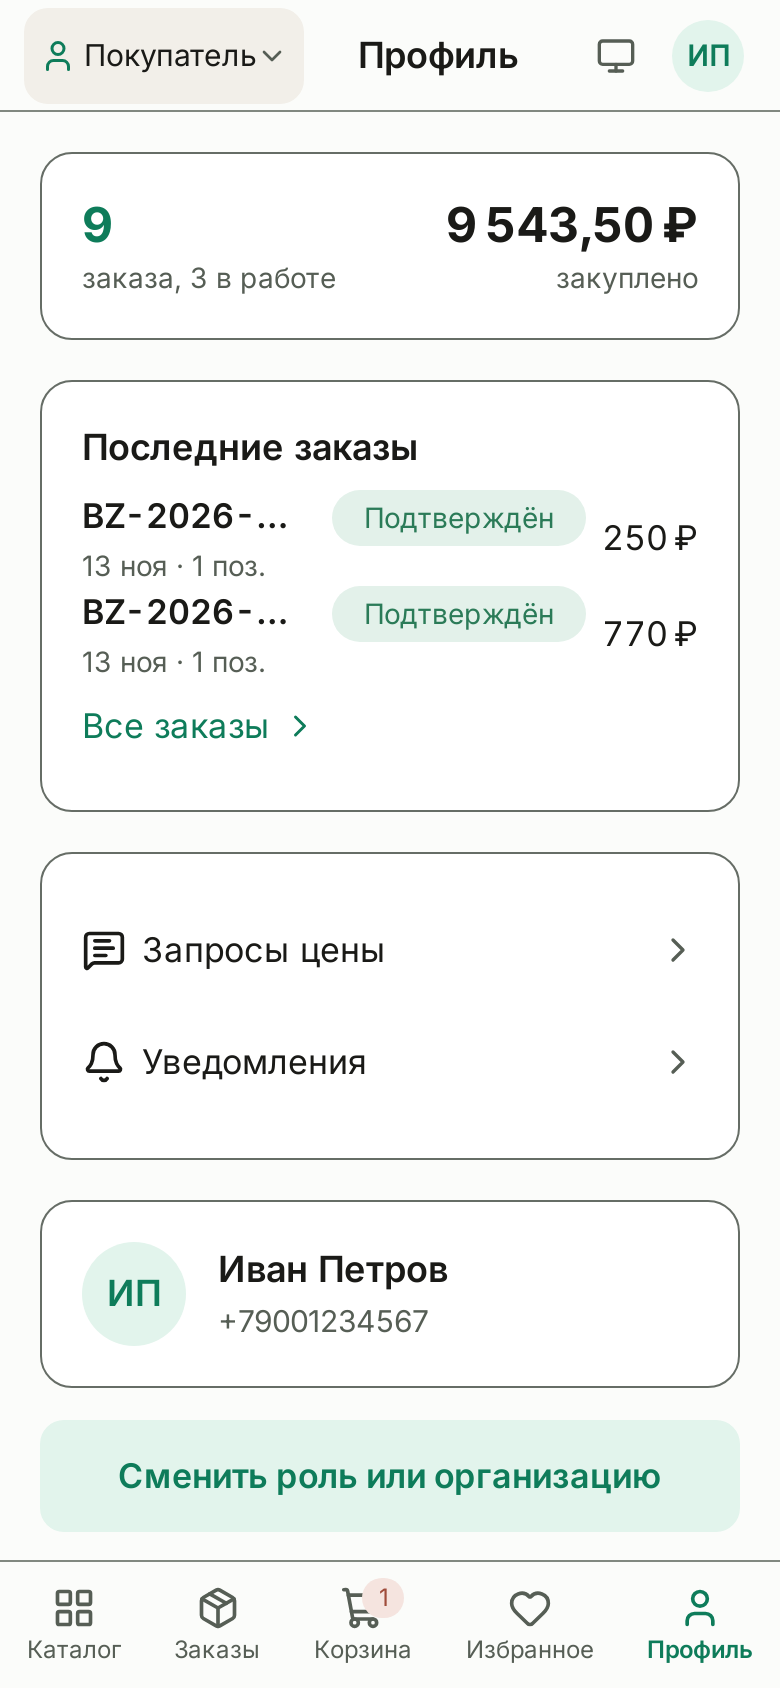 Покупатель
Профиль
ИП
9
9 543,50 ₽
заказа, 3 в работе
закуплено
Последние заказы
BZ-2026-...
Подтверждён
250 ₽
13 ноя · 1 поз.
BZ-2026-...
Подтверждён
770 ₽
13 ноя · 1 поз.
Все заказы
Запросы цены
Уведомления
ИП
Иван Петров
+79001234567
Сменить роль или организацию
1
Каталог
Заказы
Корзина
Избранное
Профиль